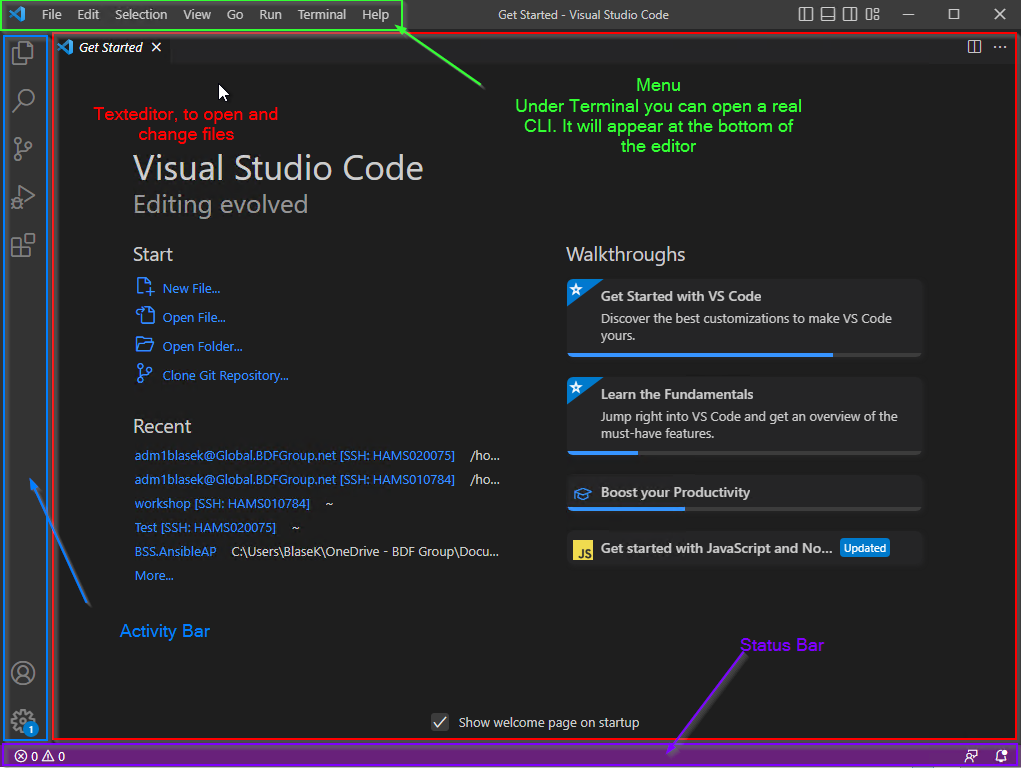 File Edit Selection View Go Run Terminal Help
Get Started - Visual Studio Code
Get Started
Menu
Under Terminal you can open a real
CLI. It will appear at the bottom of
the editor
Texteditor, to open and
change files
Visual Studio Code
Editing evolved
Start
New File...
Open File...
Open Folder...
Clone Git Repository...
Recent
adm1blasek@Global.BDFGroup.net [SSH: HAMS020075] /ho...
adm1blasek@Global.BDFGroup.net [SSH: HAMS010784] /ho...
workshop [SSH: HAMS010784] ~
Test [SSH: HAMS020075] ~
BSS.AnsibleAP C:\Users\BlaseK\OneDrive - BDF Group\Docu...
More...
Walkthroughs
Get Started with VS Code
Discover the best customizations to make VS Code
yours.
Learn the Fundamentals
Jump right into VS Code and get an overview of the
must-have features.
Boost your Productivity
JS Get started with JavaScript and No... Updated
Activity Bar
Status Bar
Show welcome page on startup
1
0 0